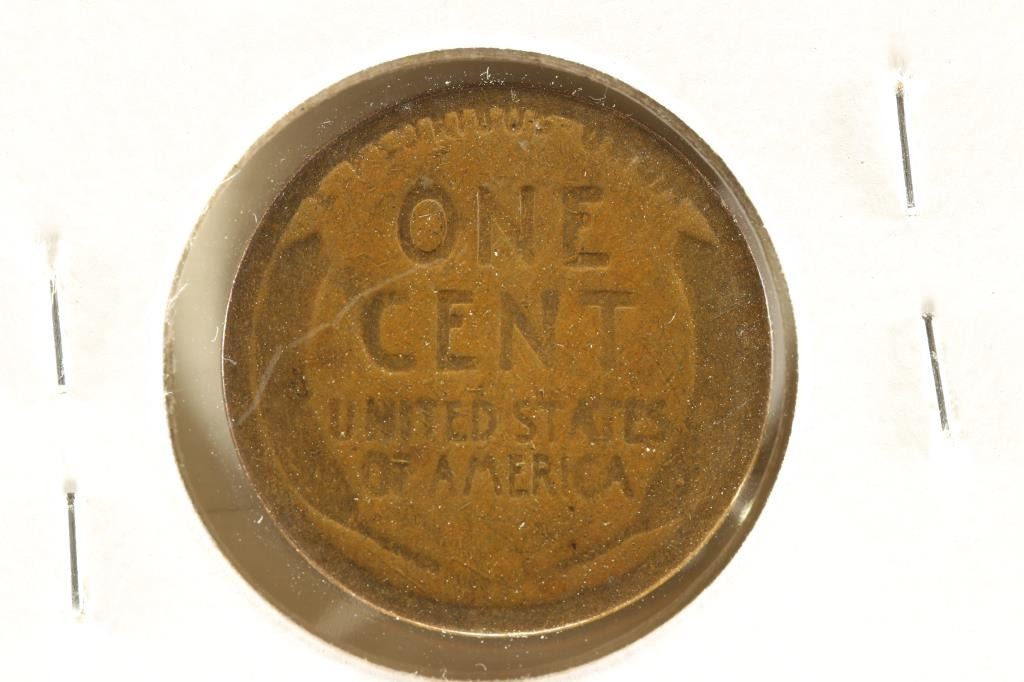 ONE
CENT
UNITED STATES
OF AMERICA